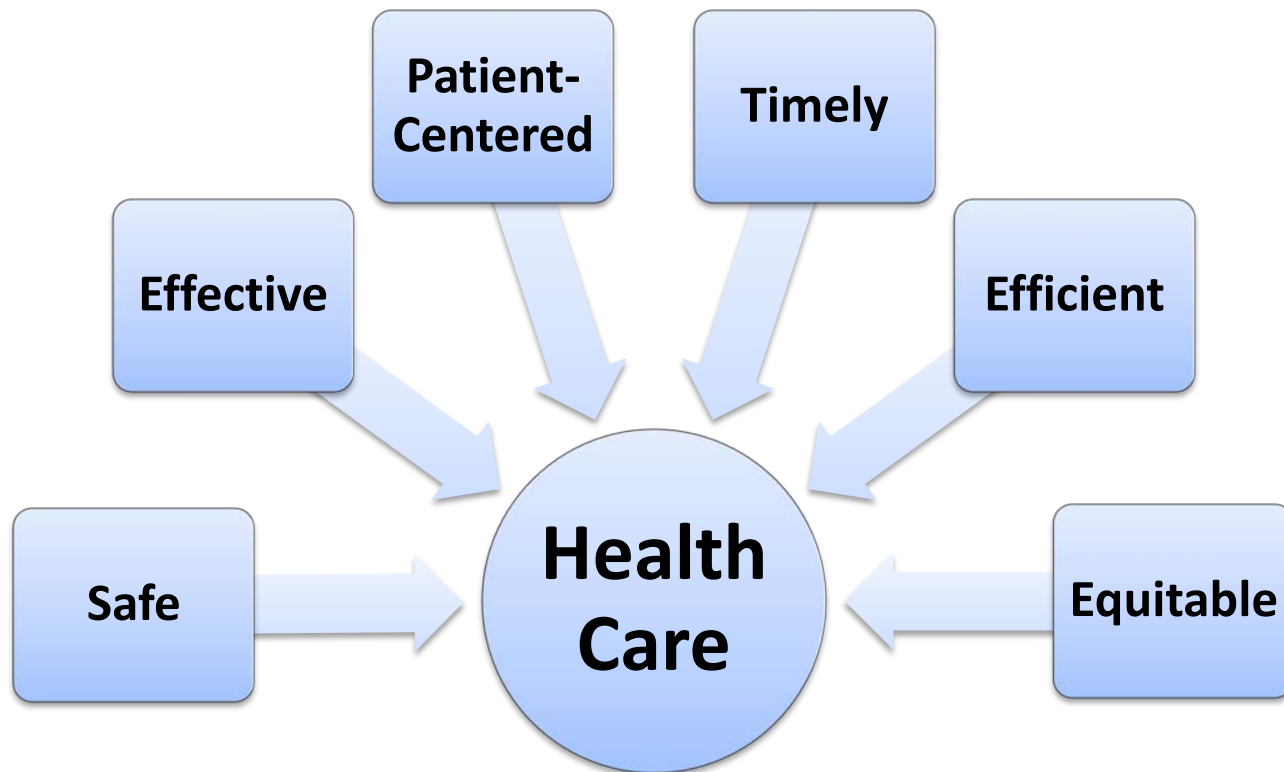 Patient-
Centered
Timely
Effective
Efficient
Safe
Health
Care
Equitable